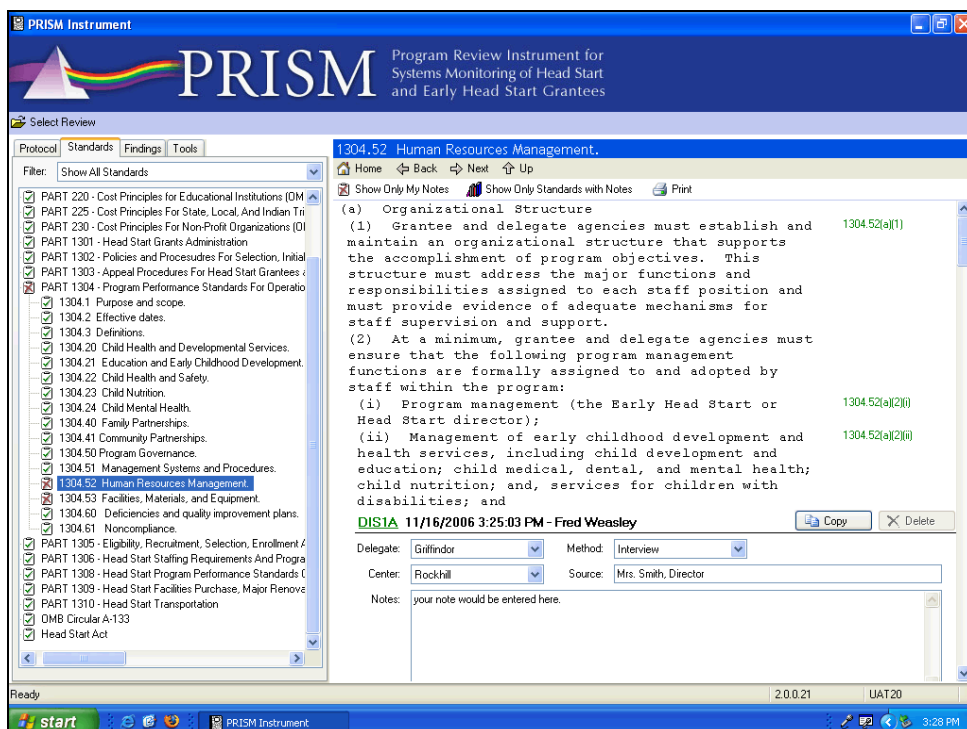 PRISM Instrument
PRISM
Program Review Instrument for
Systems Monitoring of Head Start
and Early Head Start Grantees
Select Review
Protocol Standards Findings Tools
Filter: Show All Standards
PART 220 - Cost Principles for Educational Institutions (OM
PART 225 - Cost Principles For State, Local, And Indian Tri
PART 230 - Cost Principles For Non-Profit Organizations (O
PART 1301 - Head Start Grants Administration
PART 1302 - Policies and Procesudres For Selection, Initial
PART 1303 - Appeal Procedures For Head Start Grantees
PART 1304 - Program Performance Standards For Operatio
1304.1 Purpose and scope.
1304.2 Effective dates.
1304.3 Definitions.
1304.20 Child Health and Developmental Services.
1304.21 Education and Early Childhood Development.
1304.22 Child Health and Safety.
1304.23 Child Nutrition.
1304.24 Child Mental Health.
1304.40 Family Partnerships.
1304.41 Community Partnerships.
1304.50 Program Governance.
1304.51 Management Systems and Procedures.
1304.52 Human Resources Management.
1304.53 Facilities, Materials, and Equipment.
1304.60 Deficiencies and quality improvement plans.
1304.61 Noncompliance.
PART 1305 - Eligibility, Recruitment, Selection, Enrollment
PART 1306 - Head Start Staffing Requirements And Progra
PART 1308 - Head Start Program Performance Standards
PART 1309 - Head Start Facilities Purchase, Major Renova
PART 1310 - Head Start Transportation
OMB Circular A-133
Head Start Act
1304.52 Human Resources Management.
Home Back Next Up
Show Only My Notes Show Only Standards with Notes Print
(a) Organizational Structure
(1) Grantee and delegate agencies must establish and 1304.52(a)(1)
maintain an organizational structure that supports
the accomplishment of program objectives. This
structure must address the major functions and
responsibilities assigned to each staff position and
must provide evidence of adequate mechanisms for
staff supervision and support.
(2) At a minimum, grantee and delegate agencies must
ensure that the following program management
functions are formally assigned to and adopted by
staff within the program:
(i) Program management (the Early Head Start or 1304.52(a)(2)(i)
Head Start director);
(ii) Management of early childhood development and 1304.52(a)(2)(ii)
health services, including child development and
education; child medical, dental, and mental health;
child nutrition; and, services for children with
disabilities; and
DIS1A 11/16/2006 3:25:03 PM - Fred Weasley Copy Delete
Delegate: Griffindor Method: Interview
Center: Rockhill Source: Mrs. Smith, Director
Notes: your note would be entered here.
Ready 2.0.0.21 UAT20
start PRISM Instrument 3:28 PM